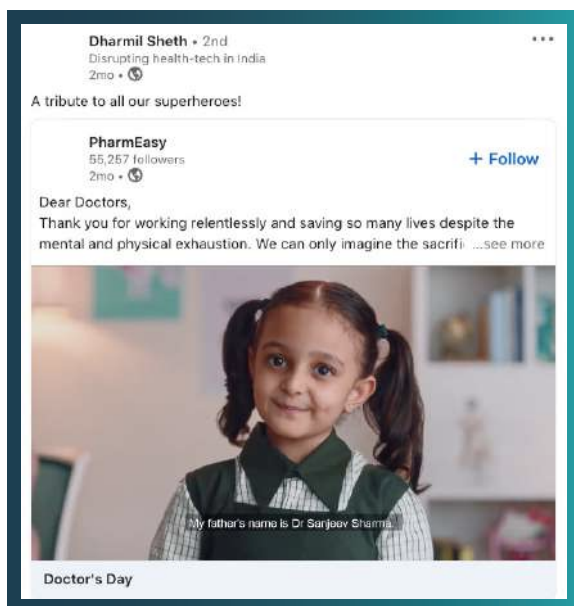 Dharmil Sheth • 2nd
Disrupting health-tech in India
2mo •
A tribute to all our superheroes!
PharmEasy
55,257 followers
2mo •
+ Follow
Dear Doctors,
Thank you for working relentlessly and saving so many lives despite the
mental and physical exhaustion. We can only imagine the sacrifi ...see more
My father's name is Dr Sanjeev Sharma.
Doctor's Day